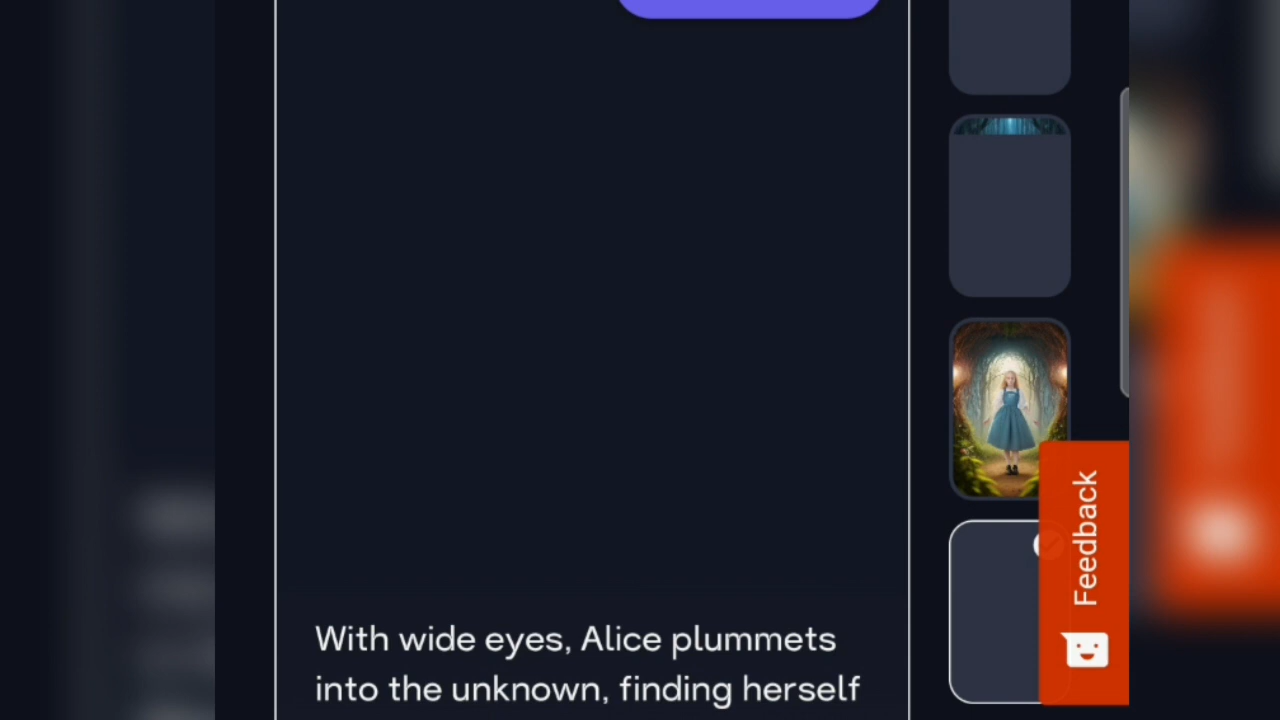 With wide eyes, Alice plummets
into the unknown, finding herself
Feedback